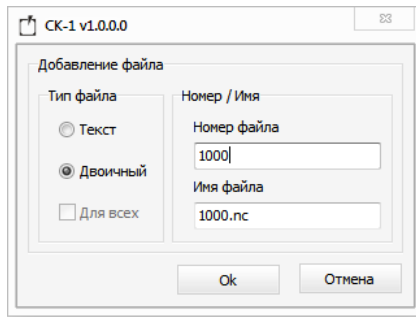 СК-1 v1.0.0.0
Добавление файла
Тип файла
Текст
Двоичный
Для всех
Номер / Имя
Номер файла
1000
Имя файла
1000.nc
Ok
Отмена